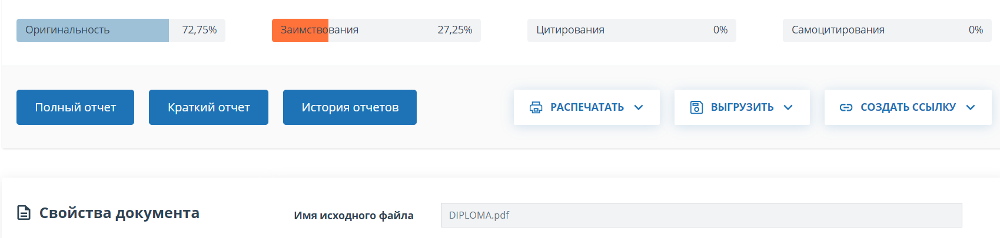 Оригинальность 72,75% Заимствования 27,25% Цитирования 0% Самоцитирования 0%
Полный отчет Краткий отчет История отчетов РАСПЕЧАТАТЬ ВЫГРУЗИТЬ СОЗДАТЬ ССЫЛКУ
Свойства документа Имя исходного файла DIPLOMA.pdf